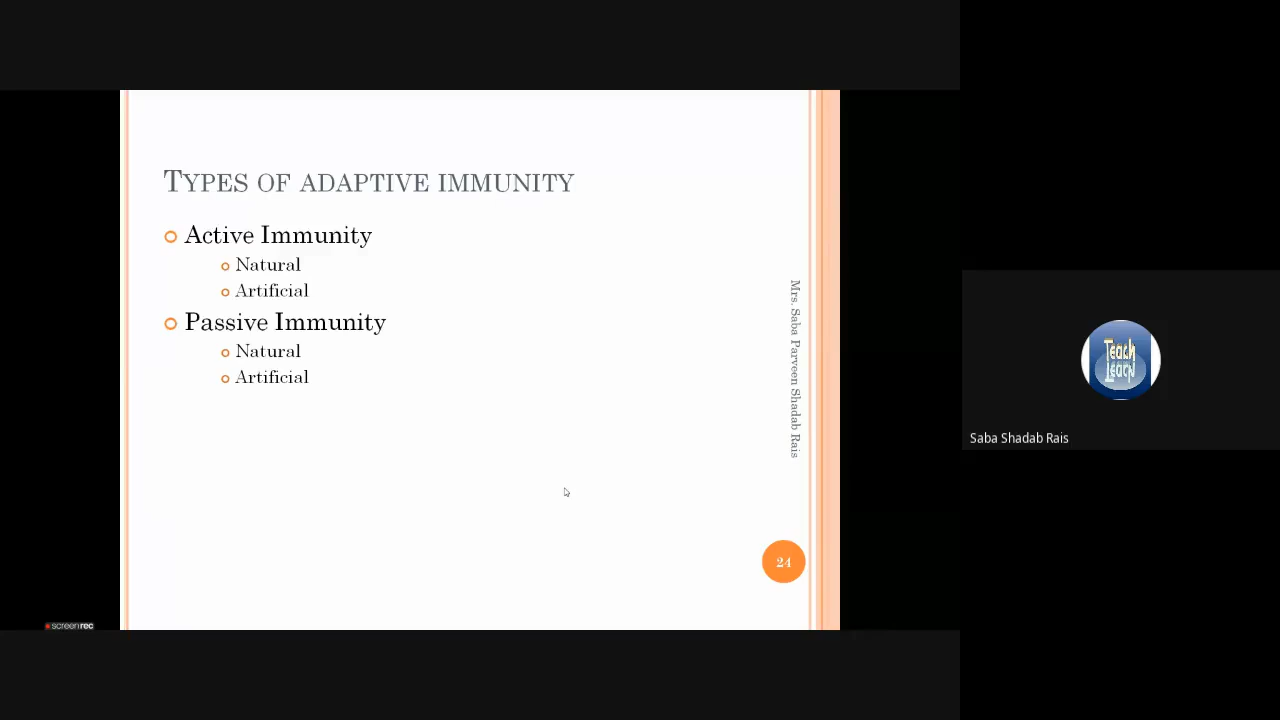 Types of adaptive immunity
Active Immunity
Natural
Artificial
Passive Immunity
Natural
Artificial
Mrs. Saba Parveen Shadab Rais
24
screenrec
Teach
Learn
Saba Shadab Rais